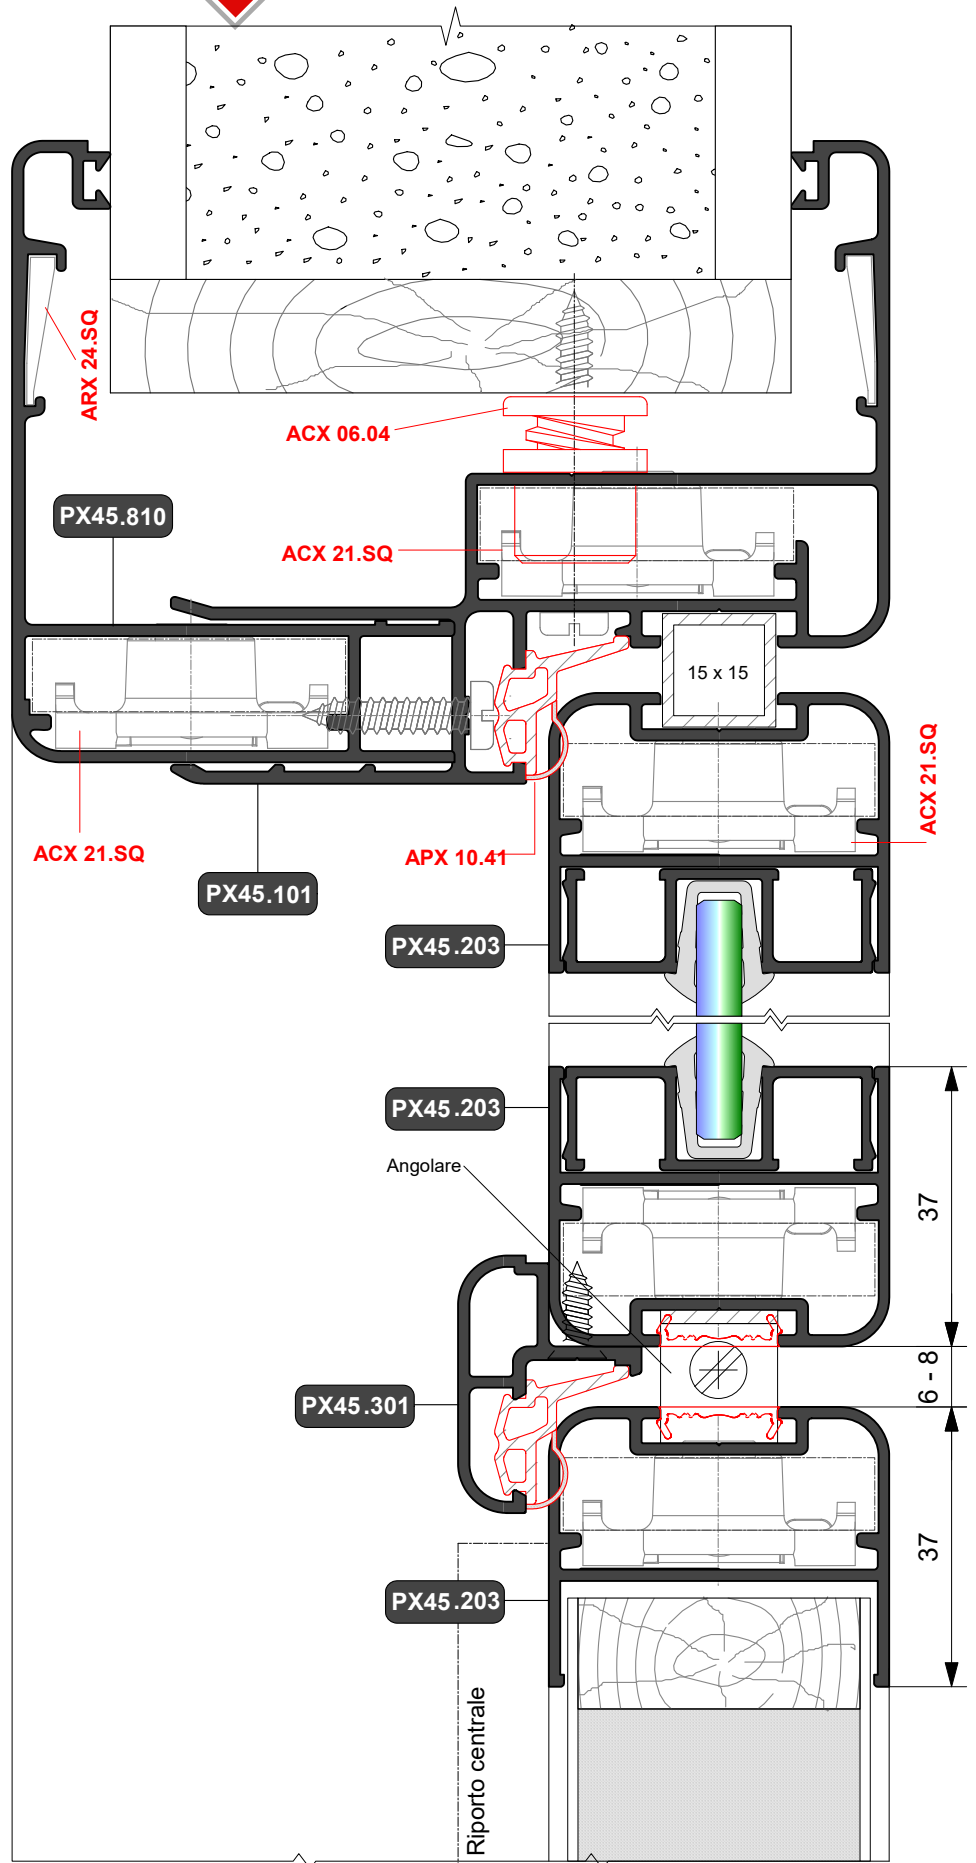 ARX 24.SQ
ACX 06.04
PX45.810
ACX 21.SQ
15 x 15
ACX 21.SQ
ACX 21.SQ
APX 10.41
PX45.101
PX45.203
PX45.203
Angolare
37
6 - 8
PX45.301
37
PX45.203
Riporto centrale